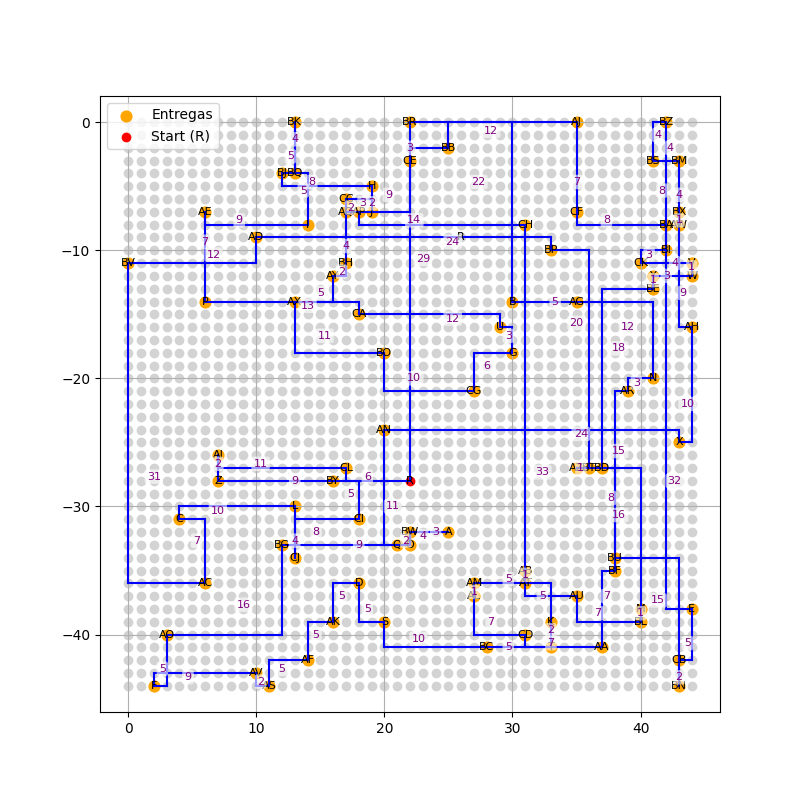 Entregas
Start (R)
0
−10
−20
−30
−40
0
10
20
30
40
BK
BR
AJ
BZ
BB
CE
BS
BM
BQ
AE
CF
BX
CH
BA
AD
BP
BI
BV
BH
CK
AY
B
AG
AH
CA
U
BO
G
N
CG
AR
AN
X
Z
CL
BY
BD
L
CI
BW
A
BG
CJ
BU
BF
AC
D
AM
AU
AK
S
AO
CD
BC
AA
AF
CB
AV
AS
BN
4
5
8
5
9
7
12
9
3
2
4
2
5
13
11
12
3
6
3
12
22
14
24
29
10
7
8
4
4
8
4
3
4
1
3
1
9
10
5
20
12
18
3
24
15
32
33
31
2
11
9
6
5
10
8
4
7
9
11
2
4
3
16
5
9
2
5
5
5
5
10
5
1
7
5
5
2
7
8
16
7
7
1
15
5
2